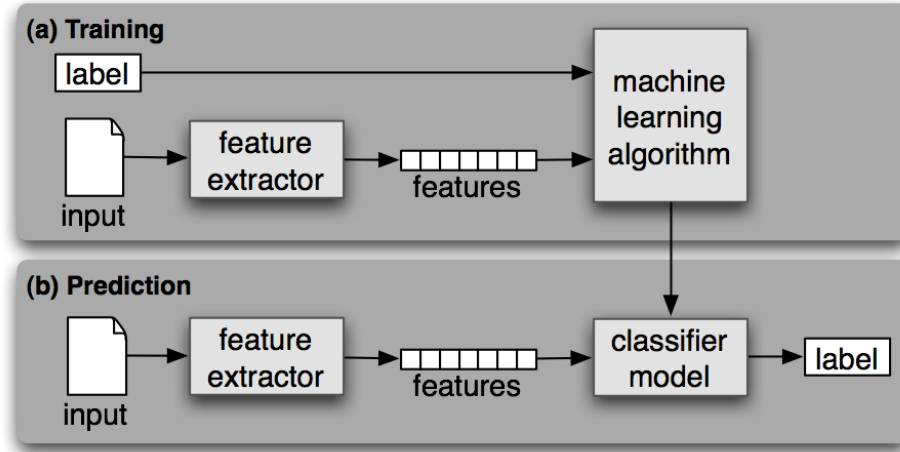 (a) Training
label
machine
learning
algorithm
feature
extractor
features
input
(b) Prediction
feature
extractor
features
input
classifier
model
label